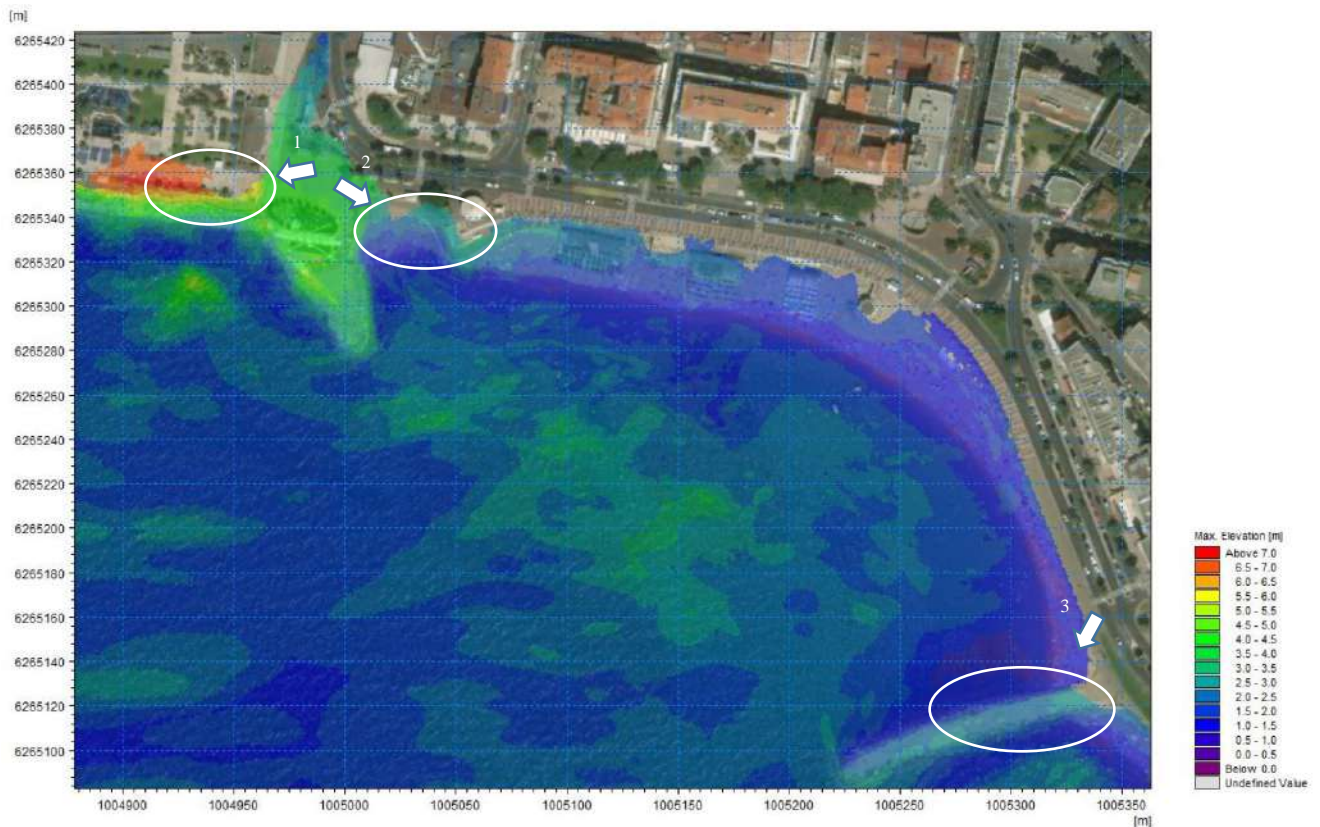 [m]
6265420
6265400
6265380
6265360
6265340
6265320
6265300
6265280
6265260
6265240
6265220
6265200
6265180
6265160
6265140
6265120
6265100
1
2
3
1004900
1004950
1005000
1005050
1005100
1005150
1005200
1005250
1005300
1005350
[m]
Max. Elevation [m]
Above 7.0
6.5 - 7.0
6.0 - 6.5
5.5 - 6.0
5.0 - 5.5
4.5 - 5.0
4.0 - 4.5
3.5 - 4.0
3.0 - 3.5
2.5 - 3.0
2.0 - 2.5
1.5 - 2.0
1.0 - 1.5
0.5 - 1.0
0.0 - 0.5
Below 0.0
Undefined Value